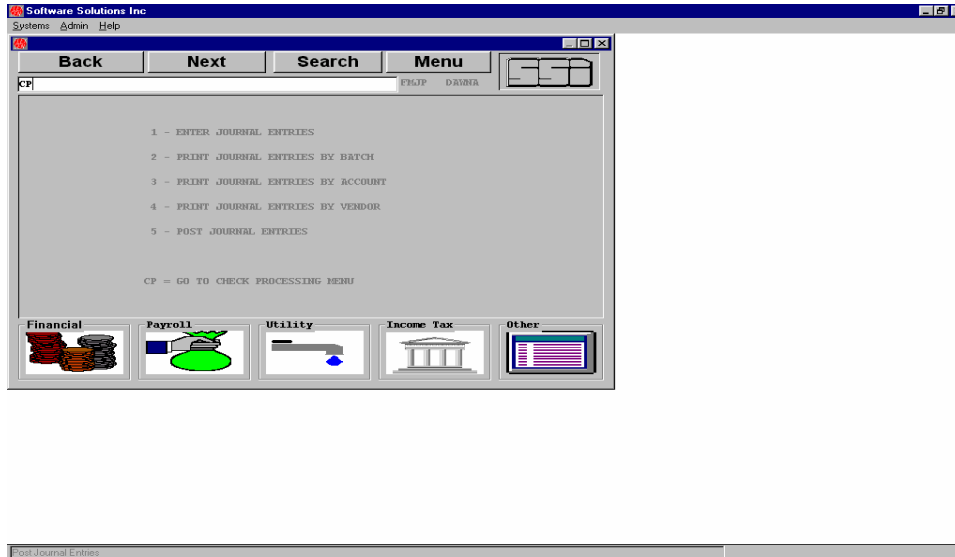 Software Solutions Inc
Systems Admin Help
Back Next Search Menu
SSI
CP FMJP DAWNA
1 - ENTER JOURNAL ENTRIES
2 - PRINT JOURNAL ENTRIES BY BATCH
3 - PRINT JOURNAL ENTRIES BY ACCOUNT
4 - PRINT JOURNAL ENTRIES BY VENDOR
5 - POST JOURNAL ENTRIES
CP = GO TO CHECK PROCESSING MENU
Financial Payroll Utility Income Tax Other
Post Journal Entries